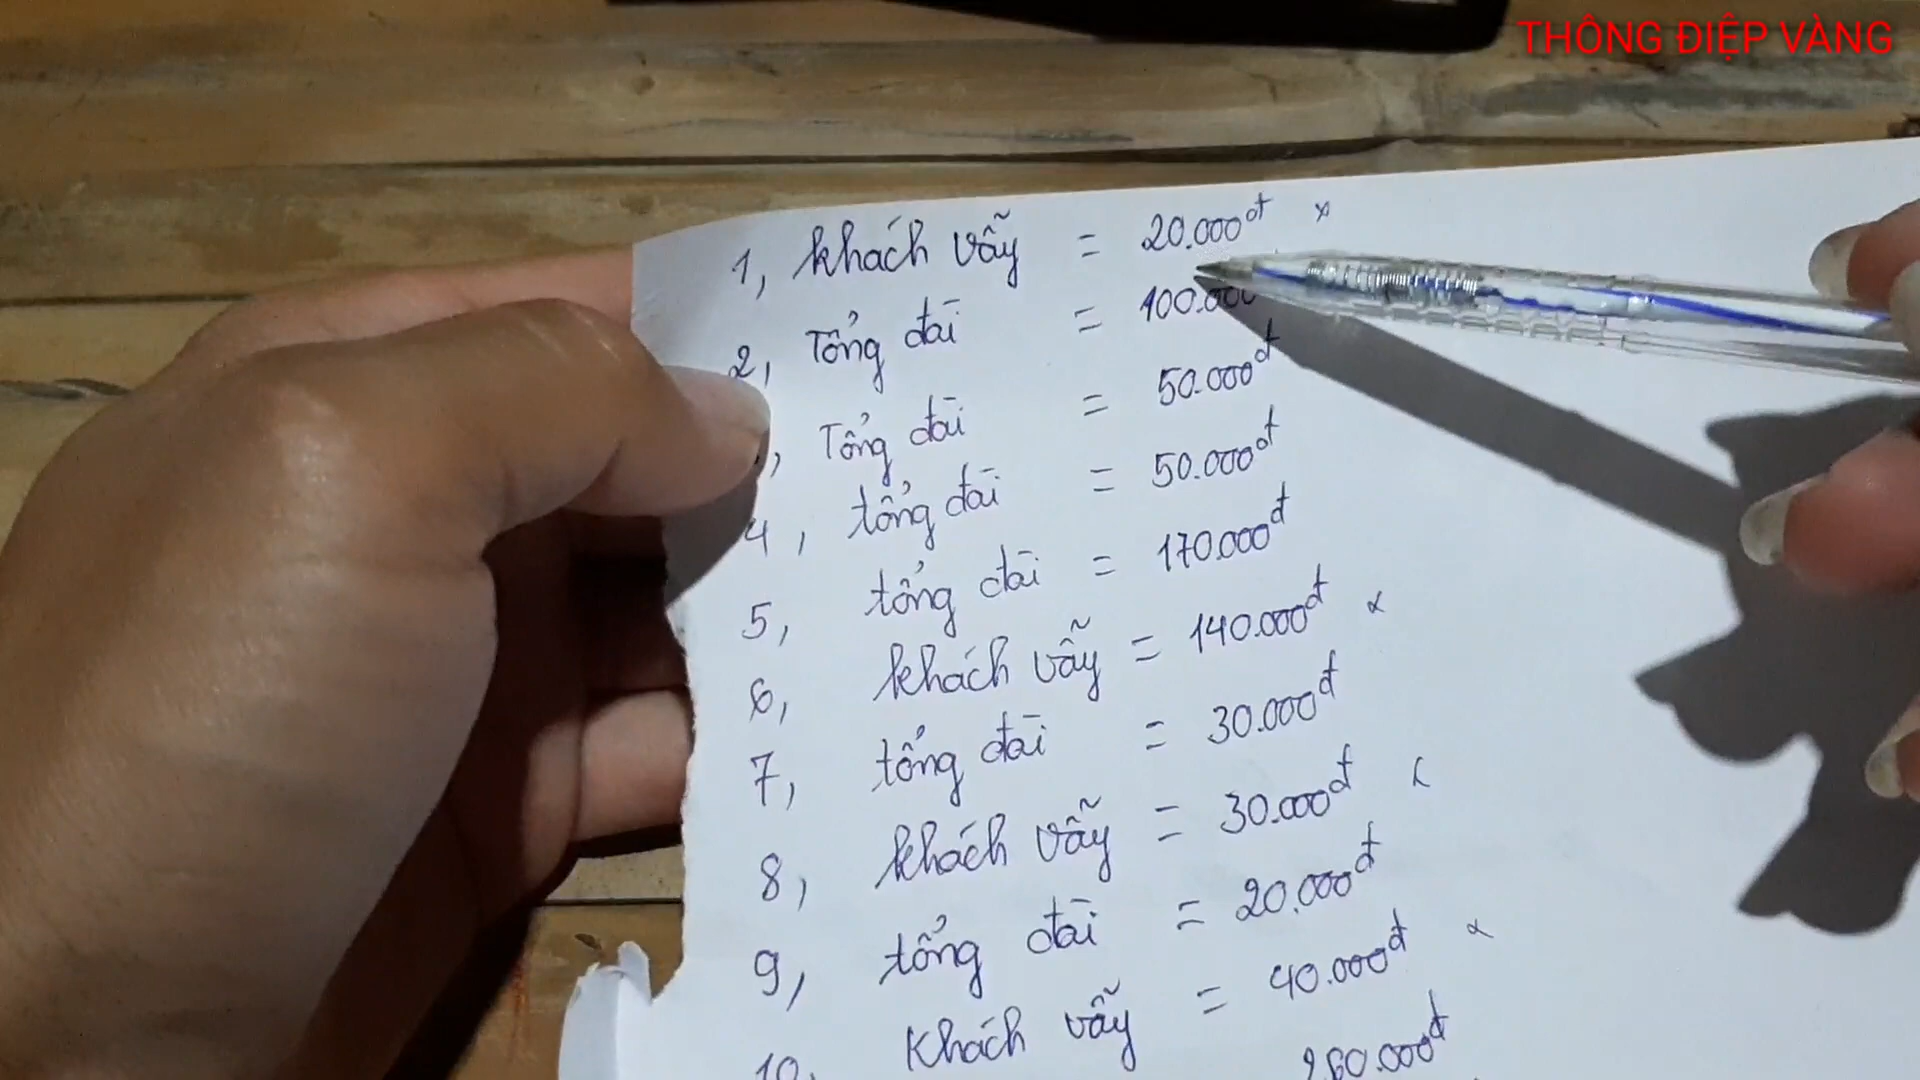 THÔNG ĐIỆP VÀNG
1, khách vẫy = 20.000đ x
2, Tổng đài = 100.000
, Tổng đài = 50.000đ
4, tổng đài = 50.000đ
5, tổng đài = 170.000đ
6, khách vẫy = 140.000đ x
7, tổng đài = 30.000đ
8, khách vẫy = 30.000đ
9, tổng đài = 20.000đ
10, Khách vẫy = 40.000đ x